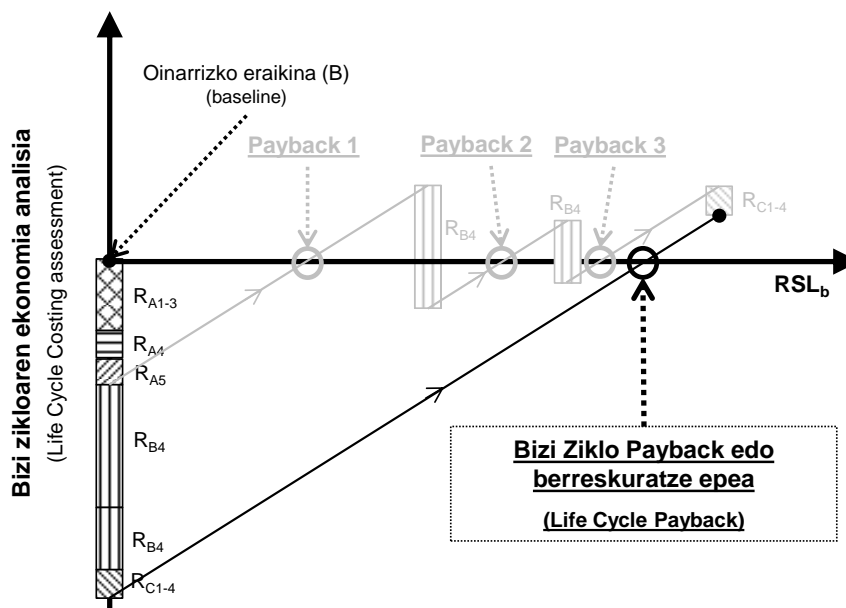 Oinarrizko eraikina (B)
(baseline)
Payback 1
Payback 2
Payback 3
R_B4
R_B4
R_C1-4
RSL_b
R_A1-3
R_A4
R_A5
R_B4
R_B4
R_C1-4
Bizi zikloaren ekonomia analisia
(Life Cycle Costing assessment)
Bizi Ziklo Payback edo
berreskuratze epea
(Life Cycle Payback)